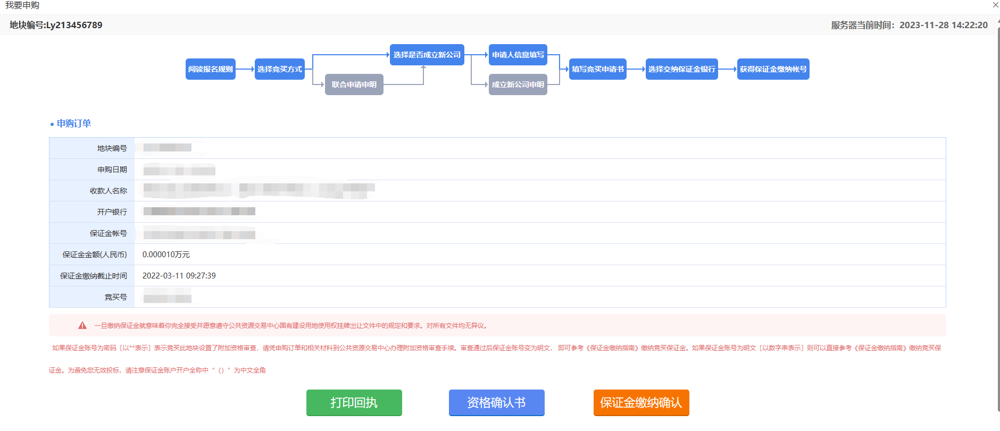 我要申购
地块编号:Ly213456789
服务器当前时间：2023-11-28 14:22:20
阅读报名规则
选择竞买方式
联合申请申明
选择是否成立新公司
申请人信息填写
成立新公司申明
填写竞买申请书
选择交纳保证金银行
获得保证金缴纳帐号
申购订单
地块编号
申购日期
收款人名称
开户银行
保证金帐号
保证金金额(人民币) 0.000010万元
保证金缴纳截止时间 2022-03-11 09:27:39
竞买号
一旦缴纳保证金就意味着你完全接受并愿意遵守公共资源交易中心国有建设用地使用权挂牌出让文件中的规定和要求。对所有文件均无异议。
如果保证金账号为密码〔以**表示〕表示竞买此地块设置了附加资格审查，请凭申购订单和相关材料到公共资源交易中心办理附加资格审查手续。审查通过后保证金账号变为明文， 即可参考《保证金缴纳指南》缴纳竞买保证金。如果保证金账号为明文〔以数字串表示〕则可以直接参考《保证金缴纳指南》缴纳竞买保
证金。为避免您无效投标，请注意保证金账户开户全称中“（）”为中文全角
打印回执
资格确认书
保证金缴纳确认